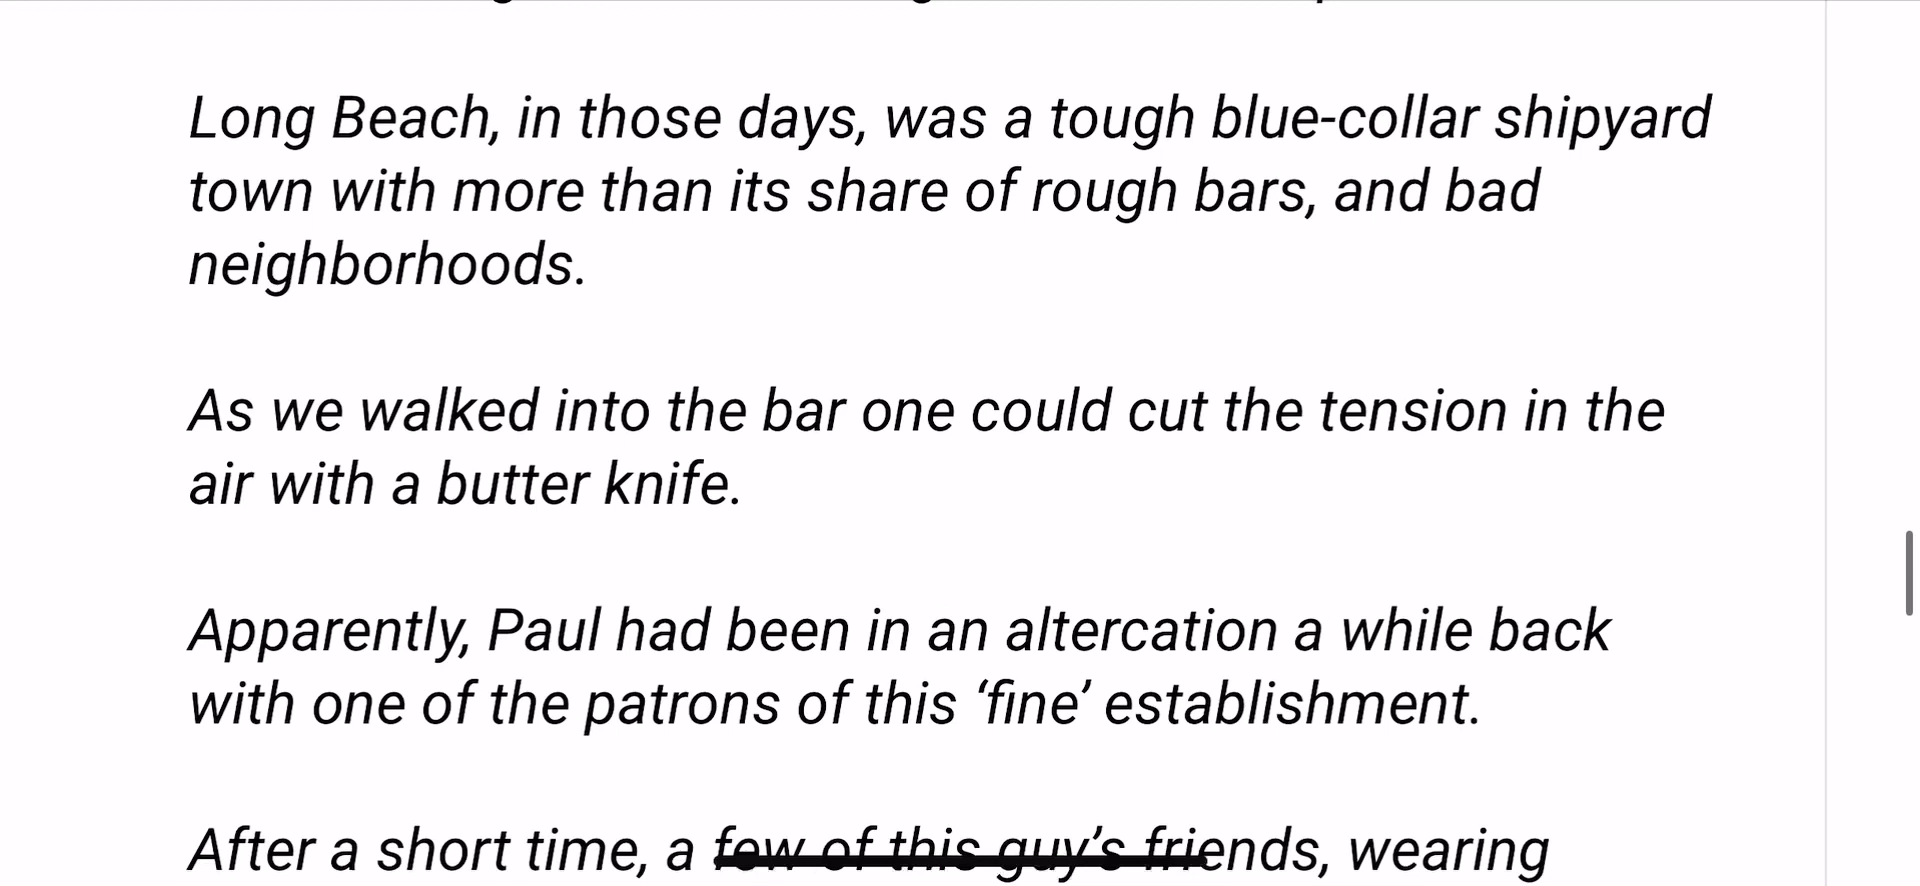 Long Beach, in those days, was a tough blue-collar shipyard
town with more than its share of rough bars, and bad
neighborhoods.
As we walked into the bar one could cut the tension in the
air with a butter knife.
Apparently, Paul had been in an altercation a while back
with one of the patrons of this ‘fine’ establishment.
After a short time, a few of this guy’s friends, wearing